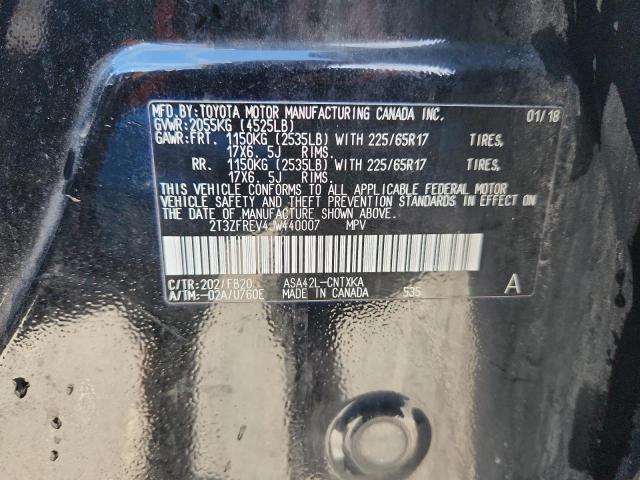 MFD.BY:TOYOTA MOTOR MANUFACTURING CANADA INC. 01/18
GVWR:2055KG (4525LB)
GAWR:FRT. 1150KG (2535LB) WITH 225/65R17 TIRES,
17X6. 5J RIMS.
RR. 1150KG (2535LB) WITH 225/65R17 TIRES,
17X6. 5J RIMS.
THIS VEHICLE CONFORMS TO ALL APPLICABLE FEDERAL MOTOR
VEHICLE SAFETY AND THEFT PREVENTION STANDARDS IN EFFECT ON
THE DATE OF MANUFACTURE SHOWN ABOVE.
2T3ZFREV4JW440007 MPV
C/TR:202/FB20 ASA42L-CNTXKA
A/TM:-02A/U760E MADE IN CANADA 535 A